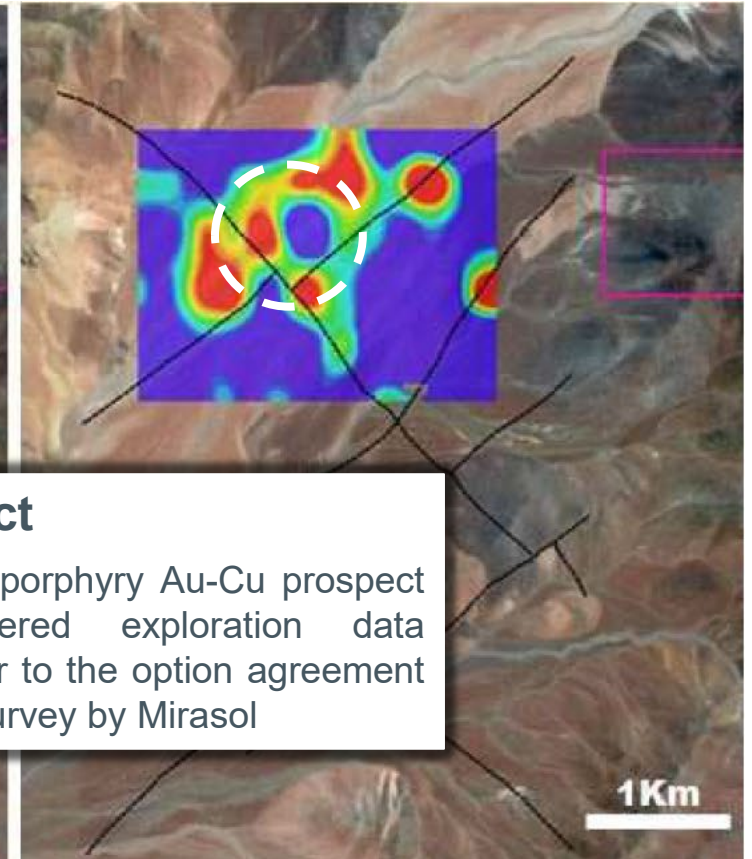 ct
porphyry Au-Cu prospect
ered exploration data
r to the option agreement
urvey by Mirasol
1Km